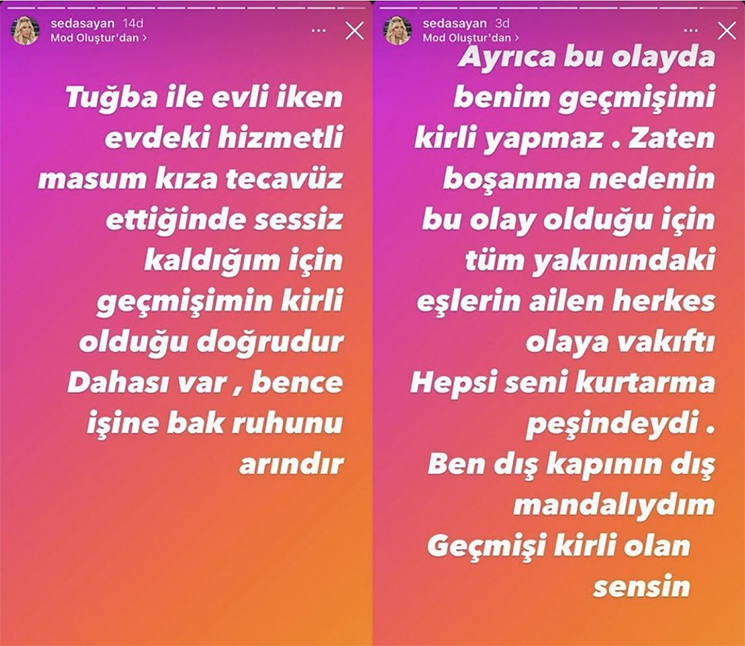 sedasayan 14d
Mod Oluştur'dan >
Tuğba ile evli iken
evdeki hizmetli
masum kıza tecavüz
ettiğinde sessiz
kaldığım için
geçmişimin kirli
olduğu doğrudur
Dahası var , bence
işine bak ruhunu
arındır
sedasayan 3d
Mod Oluştur'dan >
Ayrıca bu olayda
benim geçmişimi
kirli yapmaz . Zaten
boşanma nedenin
bu olay olduğu için
tüm yakınındaki
eşlerin ailen herkes
olaya vakıftı
Hepsi seni kurtarma
peşindeydi .
Ben dış kapının dış
mandalıydım
Geçmişi kirli olan
sensin